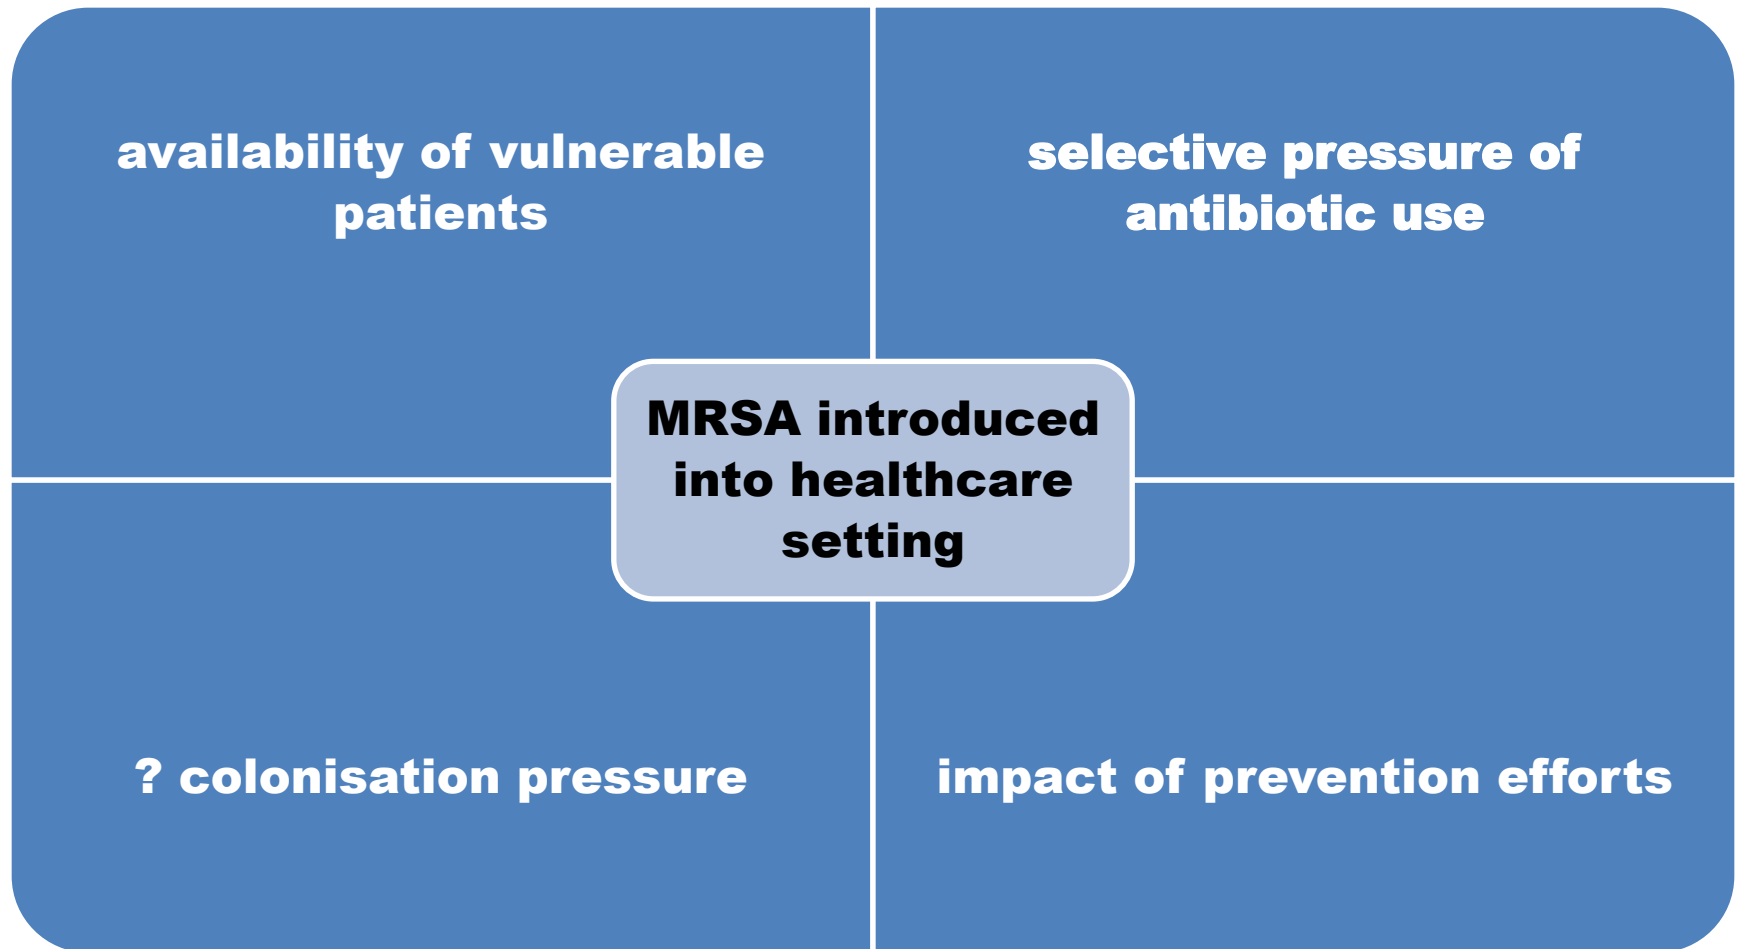 availability of vulnerable
patients
selective pressure of
antibiotic use
MRSA introduced
into healthcare
setting
? colonisation pressure
impact of prevention efforts